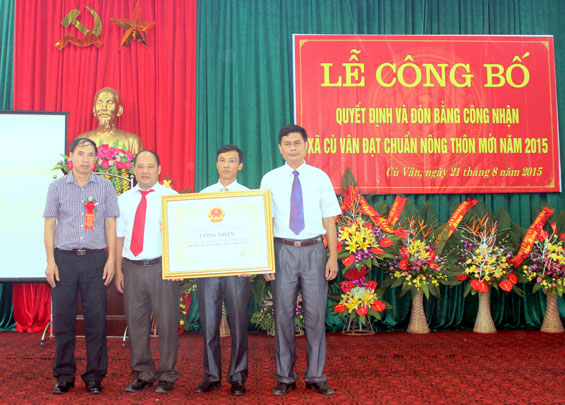 LỄ CÔNG BỐ
QUYẾT ĐỊNH VÀ ĐÓN BẰNG CÔNG NHẬN
XÃ CÙ VÂN ĐẠT CHUẨN NÔNG THÔN MỚI NĂM 2015
Cù Vân, ngày 21 tháng 8 năm 2015
CÔNG NHẬN